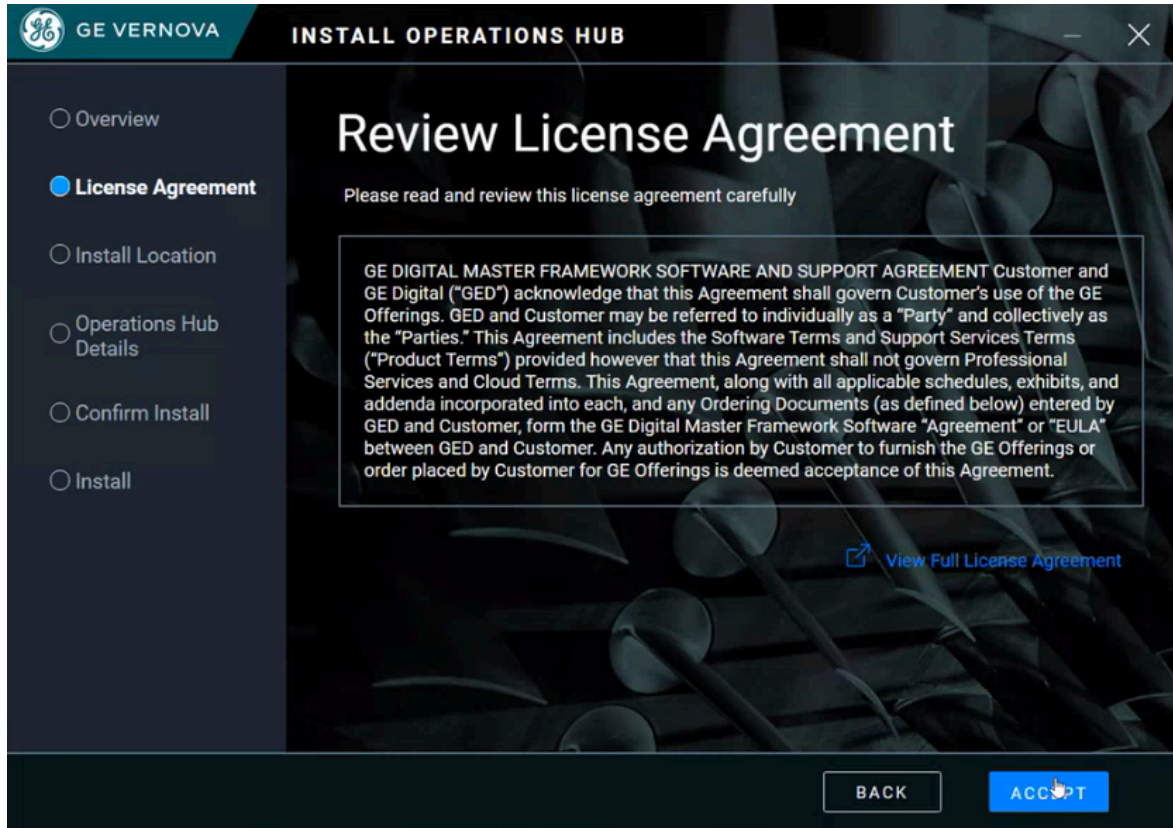 GE VERNOVA
INSTALL OPERATIONS HUB
Overview
License Agreement
Install Location
Operations Hub
Details
Confirm Install
Install
Review License Agreement
Please read and review this license agreement carefully
GE DIGITAL MASTER FRAMEWORK SOFTWARE AND SUPPORT AGREEMENT Customer and
GE Digital (“GED”) acknowledge that this Agreement shall govern Customer’s use of the GE
Offerings. GED and Customer may be referred to individually as a “Party” and collectively as
the “Parties.” This Agreement includes the Software Terms and Support Services Terms
(“Product Terms”) provided however that this Agreement shall not govern Professional
Services and Cloud Terms. This Agreement, along with all applicable schedules, exhibits, and
addenda incorporated into each, and any Ordering Documents (as defined below) entered by
GED and Customer, form the GE Digital Master Framework Software “Agreement” or “EULA”
between GED and Customer. Any authorization by Customer to furnish the GE Offerings or
order placed by Customer for GE Offerings is deemed acceptance of this Agreement.
View Full License Agreement
BACK
ACCEPT